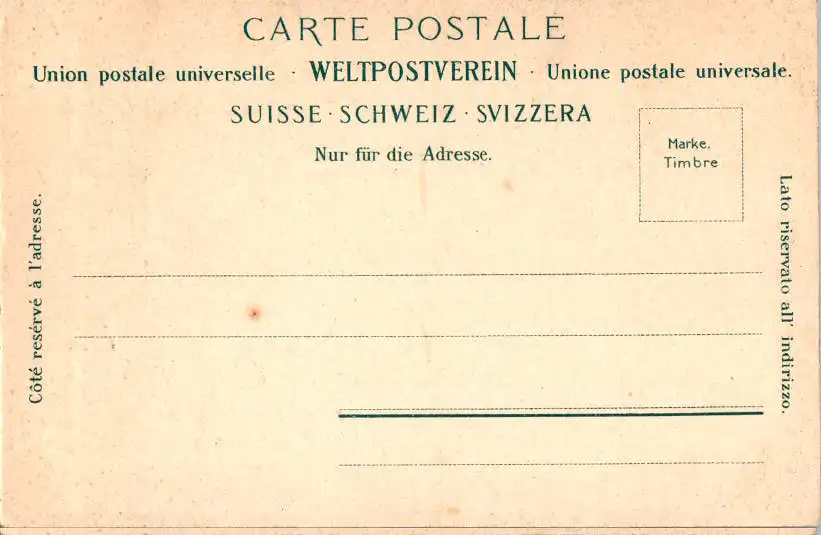 CARTE POSTALE
Union postale universelle · WELTPOSTVEREIN · Unione postale universale.
SUISSE · SCHWEIZ · SVIZZERA
Nur für die Adresse.
Marke.
Timbre
Côté resérvé à l'adresse.
Lato riservato all' indirizzo.